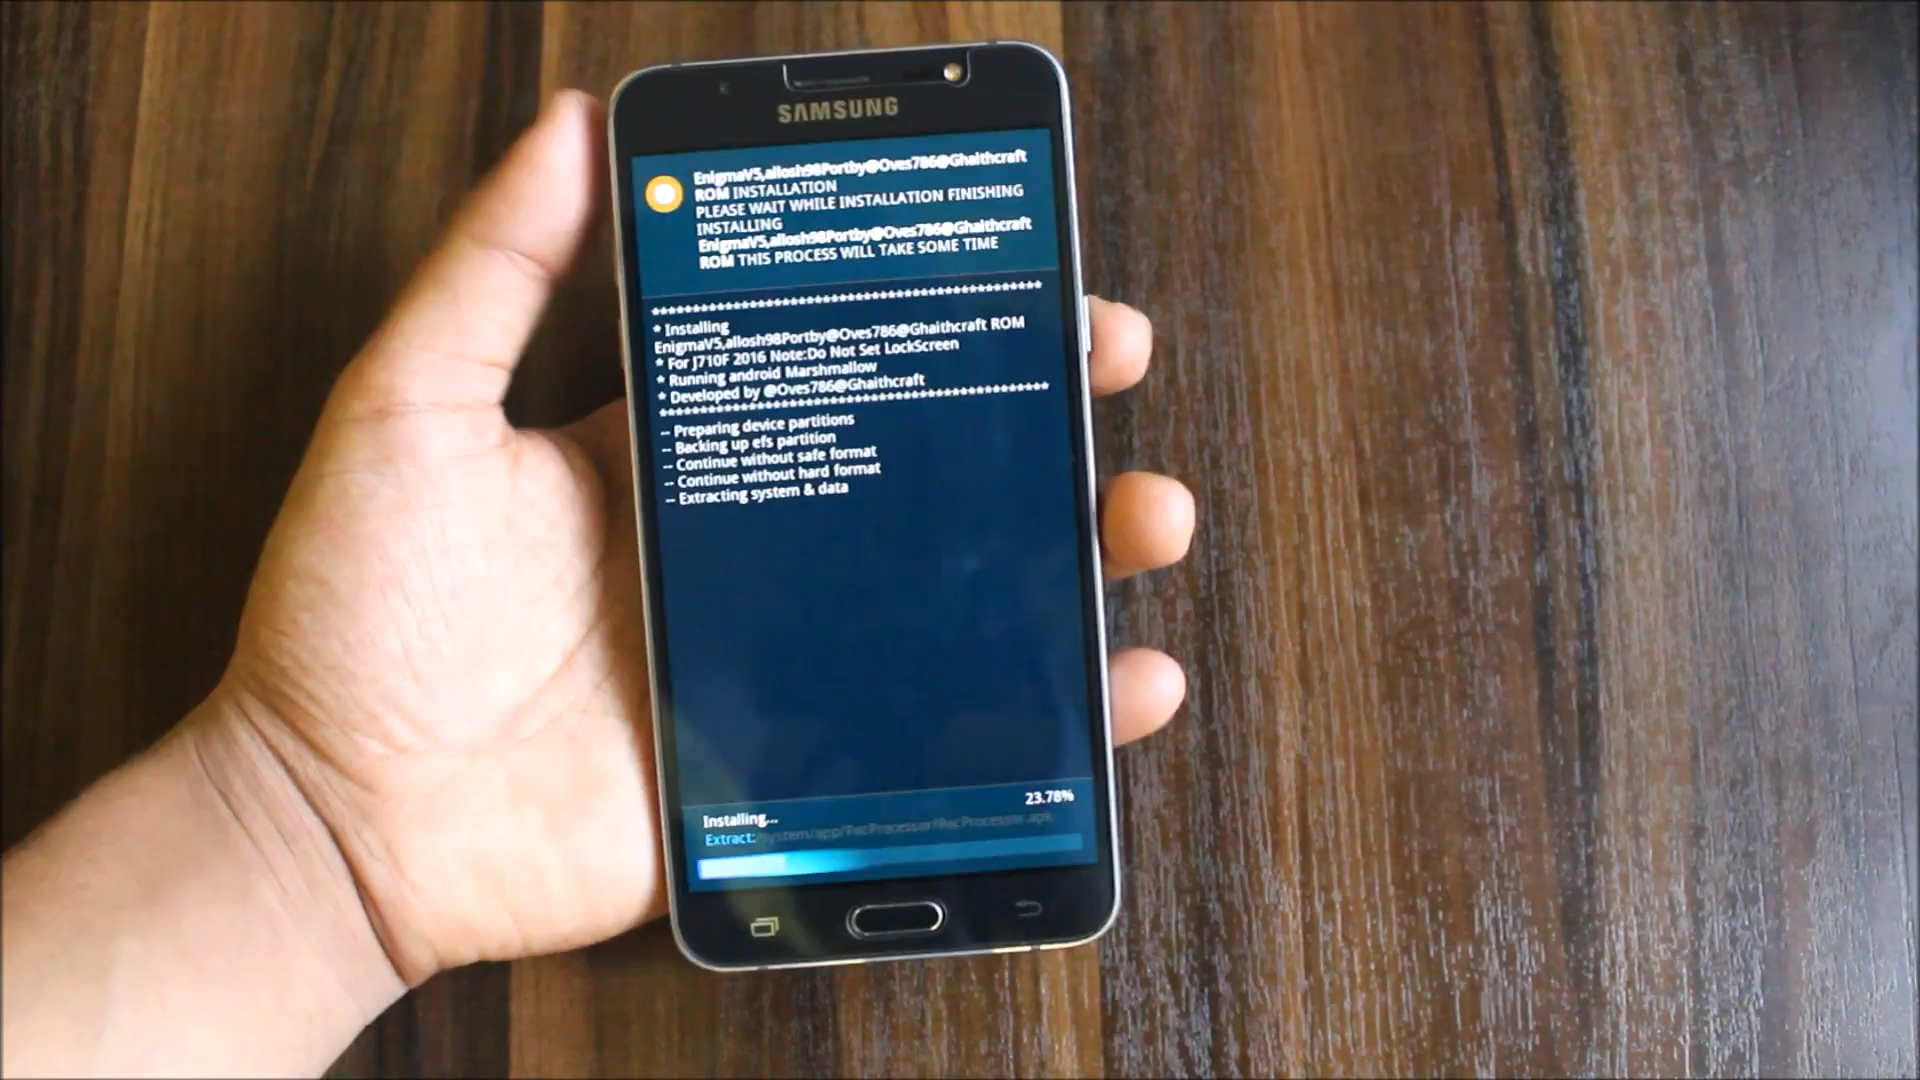 SAMSUNG
EnigmaV5,allosh98Portby@Oves786@Ghaithcraft
ROM INSTALLATION
PLEASE WAIT WHILE INSTALLATION FINISHING
INSTALLING
EnigmaV5,allosh98Portby@Oves786@Ghaithcraft
ROM THIS PROCESS WILL TAKE SOME TIME
************************************************
* Installing
EnigmaV5,allosh98Portby@Oves786@Ghaithcraft ROM
* For J710F 2016 Note:Do Not Set LockScreen
* Running android Marshmallow
* Developed by @Oves786@Ghaithcraft
************************************************
-- Preparing device partitions
-- Backing up efs partition
-- Continue without safe format
-- Continue without hard format
-- Extracting system & data
23.78%
Installing...
Extract: